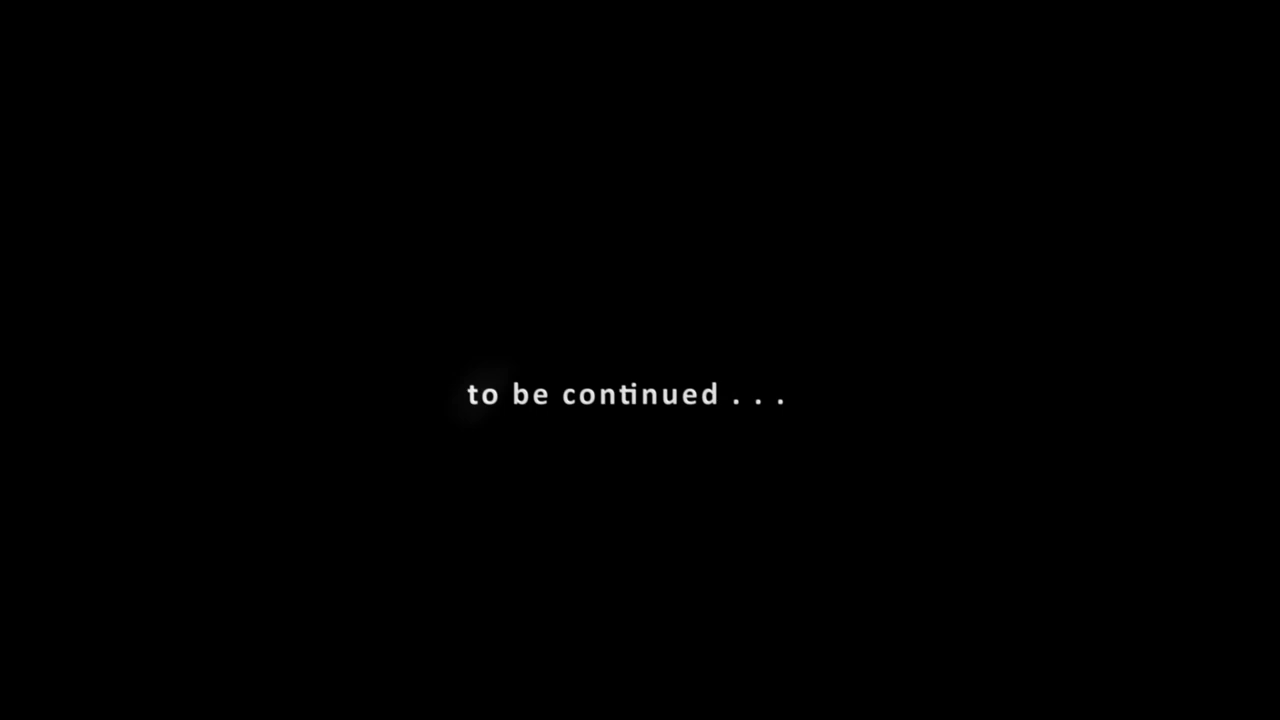 to be continued . . .